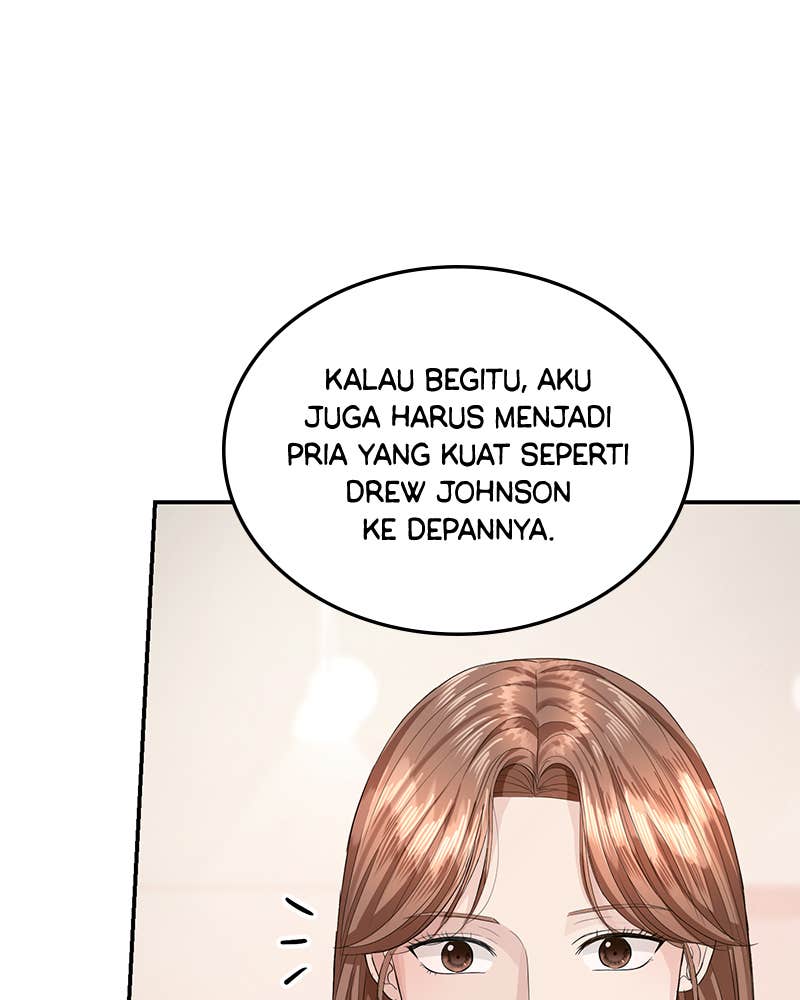 KALAU BEGITU, AKU
JUGA HARUS MENJADI
PRIA YANG KUAT SEPERTI
DREW JOHNSON
KE DEPANNYA.